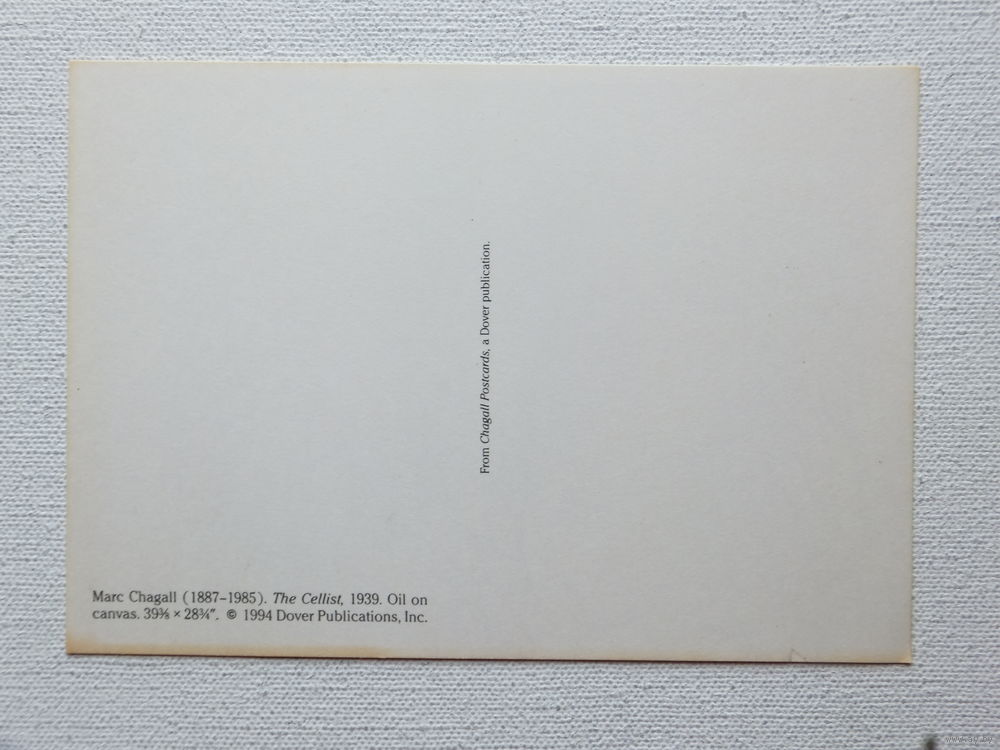 From Chagall Postcards, a Dover publication.
Marc Chagall (1887–1985). The Cellist, 1939. Oil on
canvas. 39⅜ × 28¾″. © 1994 Dover Publications, Inc.